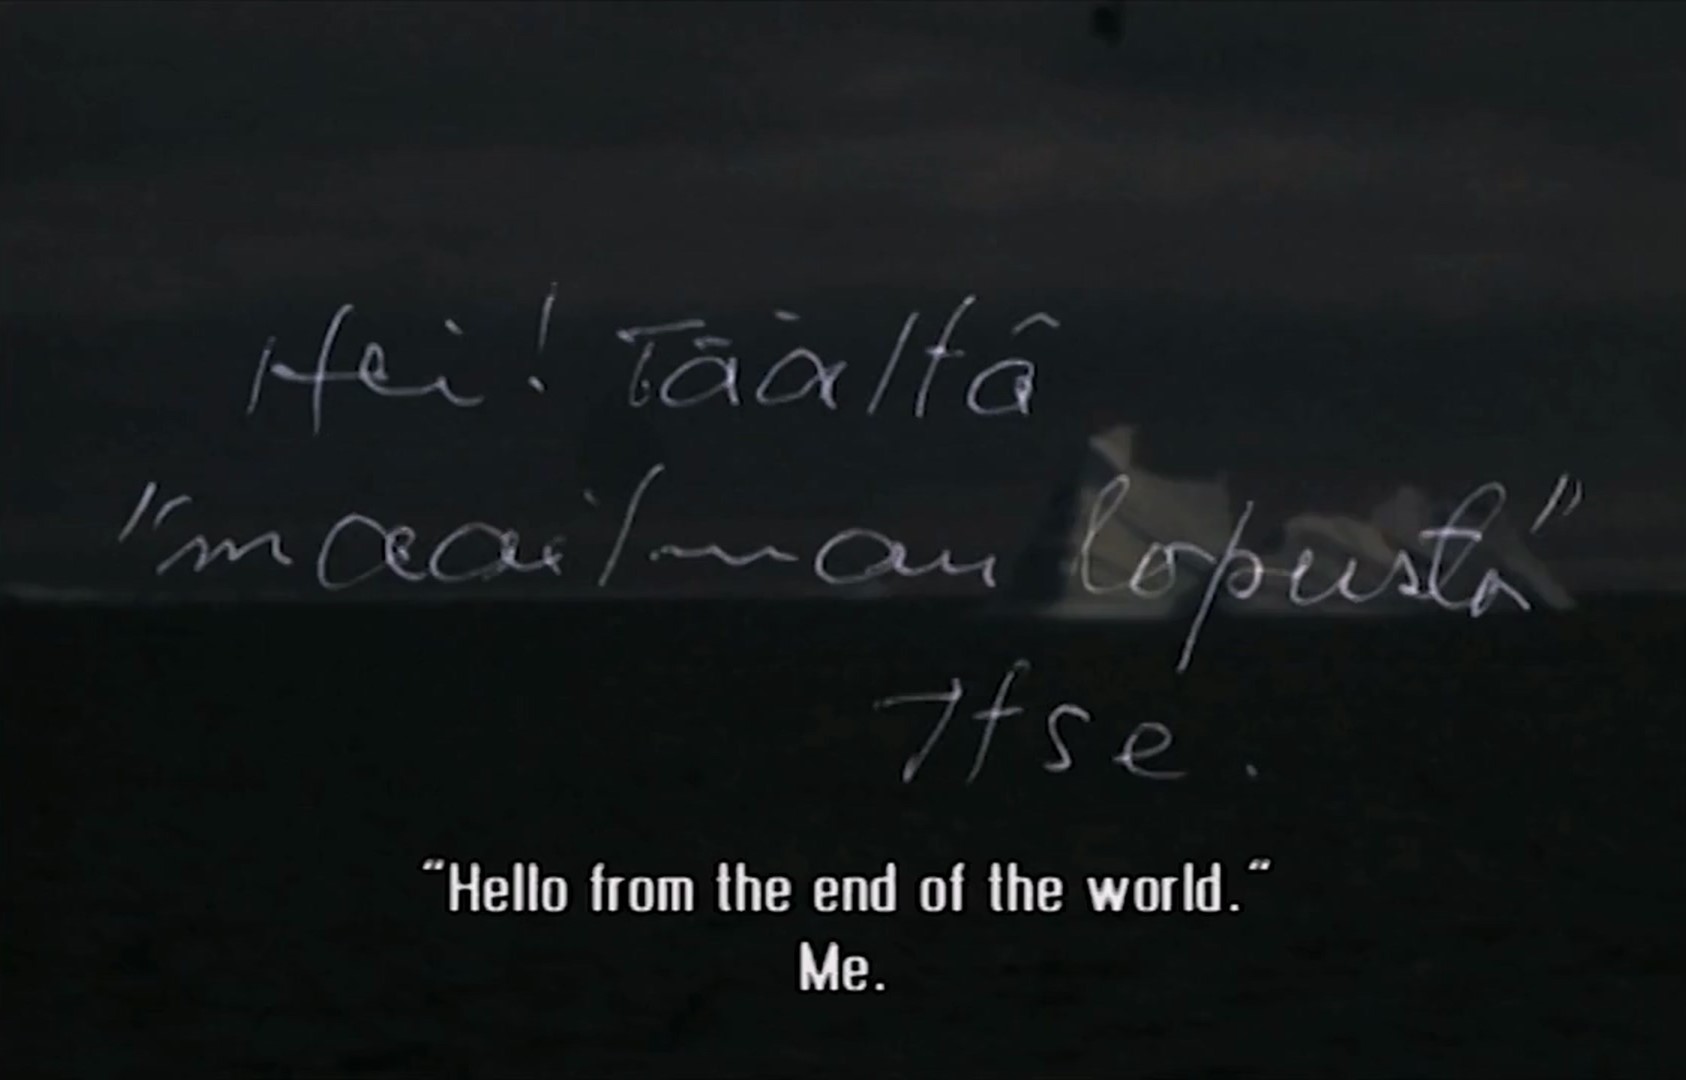 Hei! Täältä
"maailman lopusta"
Itse.
"Hello from the end of the world."
Me.